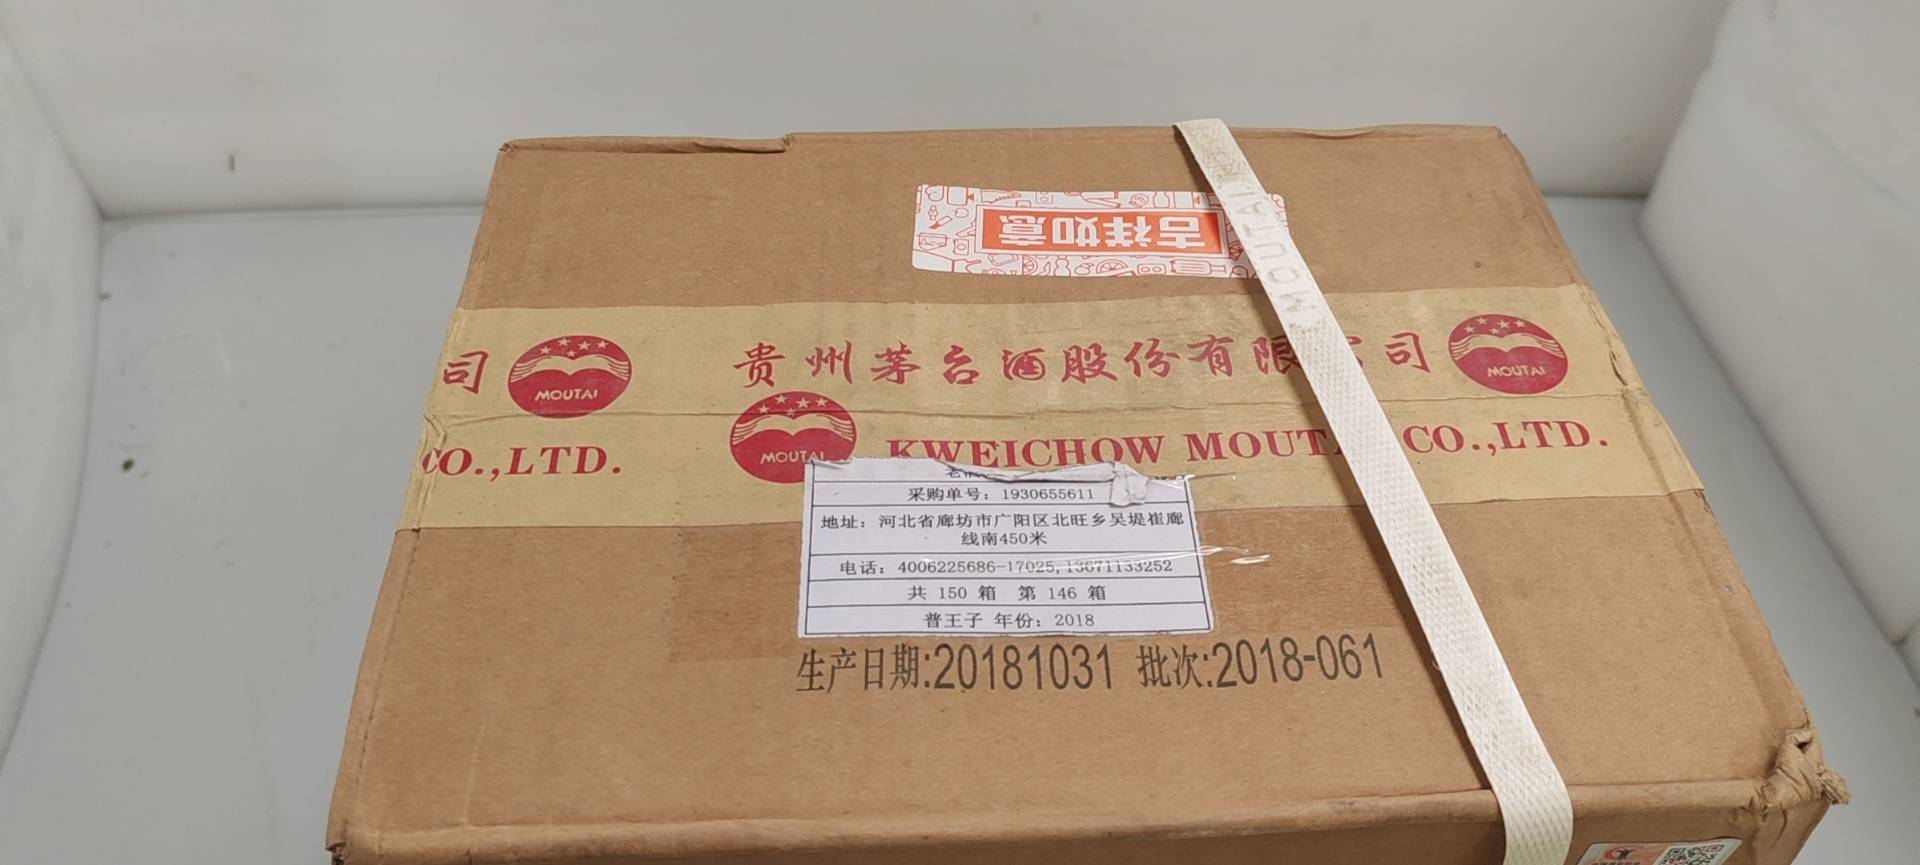 吉祥如意
MOUTAI
司
MOUTAI
贵州茅台酒股份有限公司
MOUTAI
CO.,LTD.
MOUTAI
KWEICHOW MOUTAI CO.,LTD.
采购单号：1930655611
地址：河北省廊坊市广阳区北旺乡吴堤崔廊
线南450米
电话：4006225686-17025,13671133252
共 150 箱 第 146 箱
普王子 年份：2018
生产日期:20181031 批次:2018-061